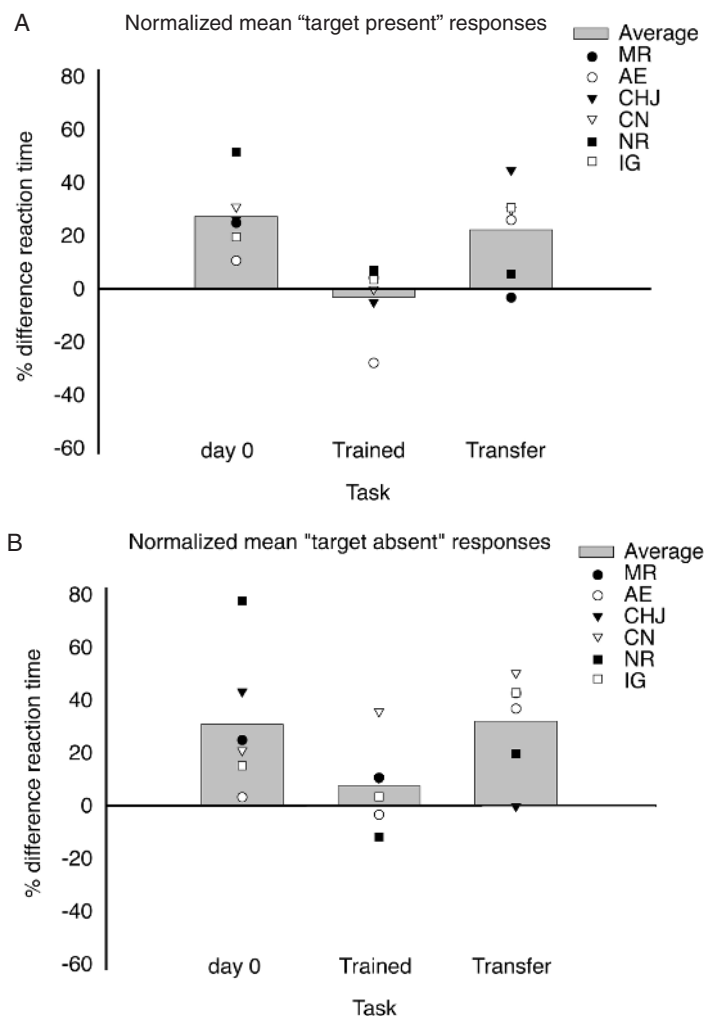 A
Normalized mean “target present” responses
Average
MR
AE
CHJ
CN
NR
IG
80
60
40
20
0
-20
-40
-60
% difference reaction time
day 0
Trained
Transfer
Task
B
Normalized mean "target absent" responses
Average
MR
AE
CHJ
CN
NR
IG
80
60
40
20
0
-20
-40
-60
% difference reaction time
day 0
Trained
Transfer
Task